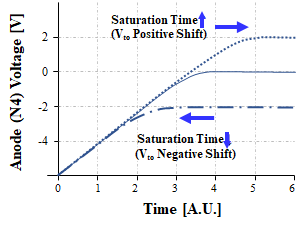 Saturation Time
(Vto Positive Shift)
2
0
-2
-4
Saturation Time
(Vto Negative Shift)
0 1 2 3 4 5 6
Time [A.U.]
Anode (N4) Voltage [V]